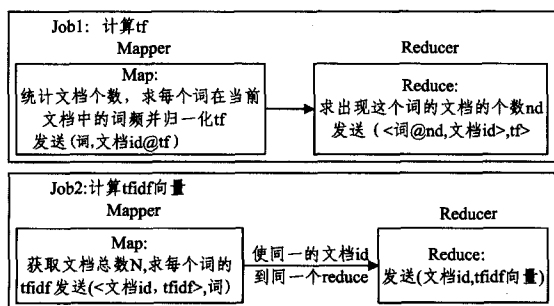 Job1: 计算tf
Mapper
Reducer
Map:
统计文档个数，求每个词在当前
文档中的词频并归一化tf
发送(词,文档id@tf)
Reduce:
求出现这个词的文档的个数nd
发送（<词@nd,文档id>,tf>
Job2:计算tfidf向量
Mapper
Reducer
Map:
获取文档总数N,求每个词的
tfidf 发送(<文档id，tfidf>,词)
使同一的文档id
到同一个reduce
Reduce:
发送(文档id,tfidf向量)